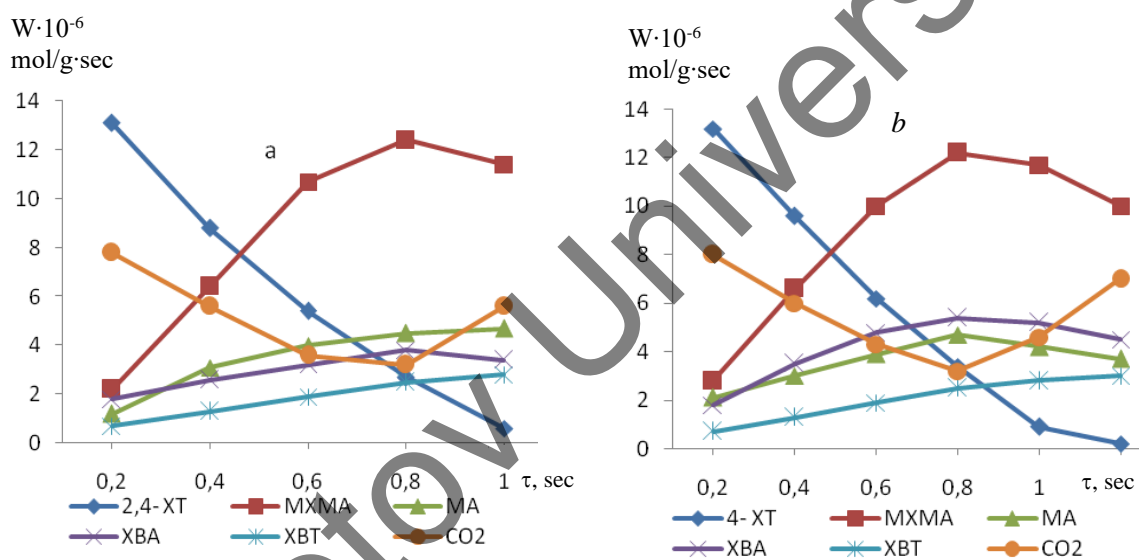 W·10⁻⁶
mol/g·sec
14
12
10
8
6
4
2
0
a
0,2 0,4 0,6 0,8 1 τ, sec
2,4- XT MXMA MA
XBA XBT CO2
W·10⁻⁶
mol/g·sec
14
12
10
8
6
4
2
0
b
0,2 0,4 0,6 0,8 1 τ, sec
4- XT MXMA MA
XBA XBT CO2
etov Univers